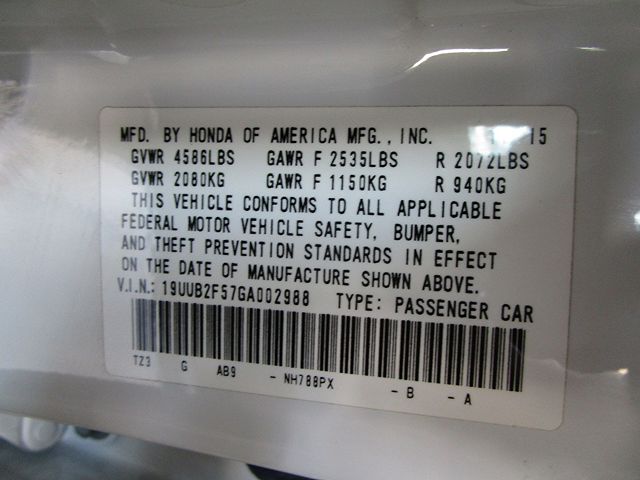 MFD. BY HONDA OF AMERICA MFG., INC. 15
GVWR 4586LBS GAWR F 2535LBS R 2072LBS
GVWR 2080KG GAWR F 1150KG R 940KG
THIS VEHICLE CONFORMS TO ALL APPLICABLE
FEDERAL MOTOR VEHICLE SAFETY, BUMPER,
AND THEFT PREVENTION STANDARDS IN EFFECT
ON THE DATE OF MANUFACTURE SHOWN ABOVE.
V.I.N.: 19UUB2F57GA002988 TYPE: PASSENGER CAR
TZ3 G AB9 - NH788PX - B - A